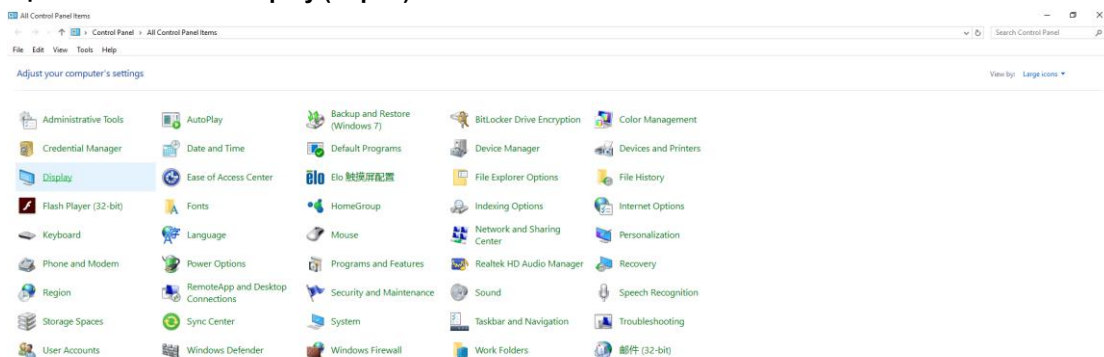 All Control Panel Items
Control Panel > All Control Panel Items
Search Control Panel
File Edit View Tools Help
Adjust your computer's settings
View by: Large icons
Administrative Tools
AutoPlay
Backup and Restore
(Windows 7)
BitLocker Drive Encryption
Color Management
Credential Manager
Date and Time
Default Programs
Device Manager
Devices and Printers
Display
Ease of Access Center
elo
Elo 触摸屏配置
File Explorer Options
File History
Flash Player (32-bit)
Fonts
HomeGroup
Indexing Options
Internet Options
Keyboard
Language
Mouse
Network and Sharing
Center
Personalization
Phone and Modem
Power Options
Programs and Features
Realtek HD Audio Manager
Recovery
Region
RemoteApp and Desktop
Connections
Security and Maintenance
Sound
Speech Recognition
Storage Spaces
Sync Center
System
Taskbar and Navigation
Troubleshooting
User Accounts
Windows Defender
Windows Firewall
Work Folders
邮件 (32-bit)